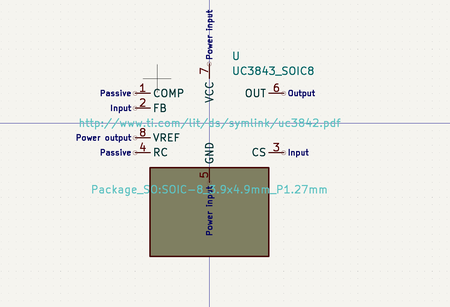 Power input
U
UC3843_SOIC8
7
VCC
Passive 1 COMP
OUT 6 Output
Input 2 FB
http://www.ti.com/lit/ds/symlink/uc3842.pdf
Power output 8 VREF
Passive 4 RC
CS 3 Input
GND
5
Package_SO:SOIC-8_3.9x4.9mm_P1.27mm
Power input